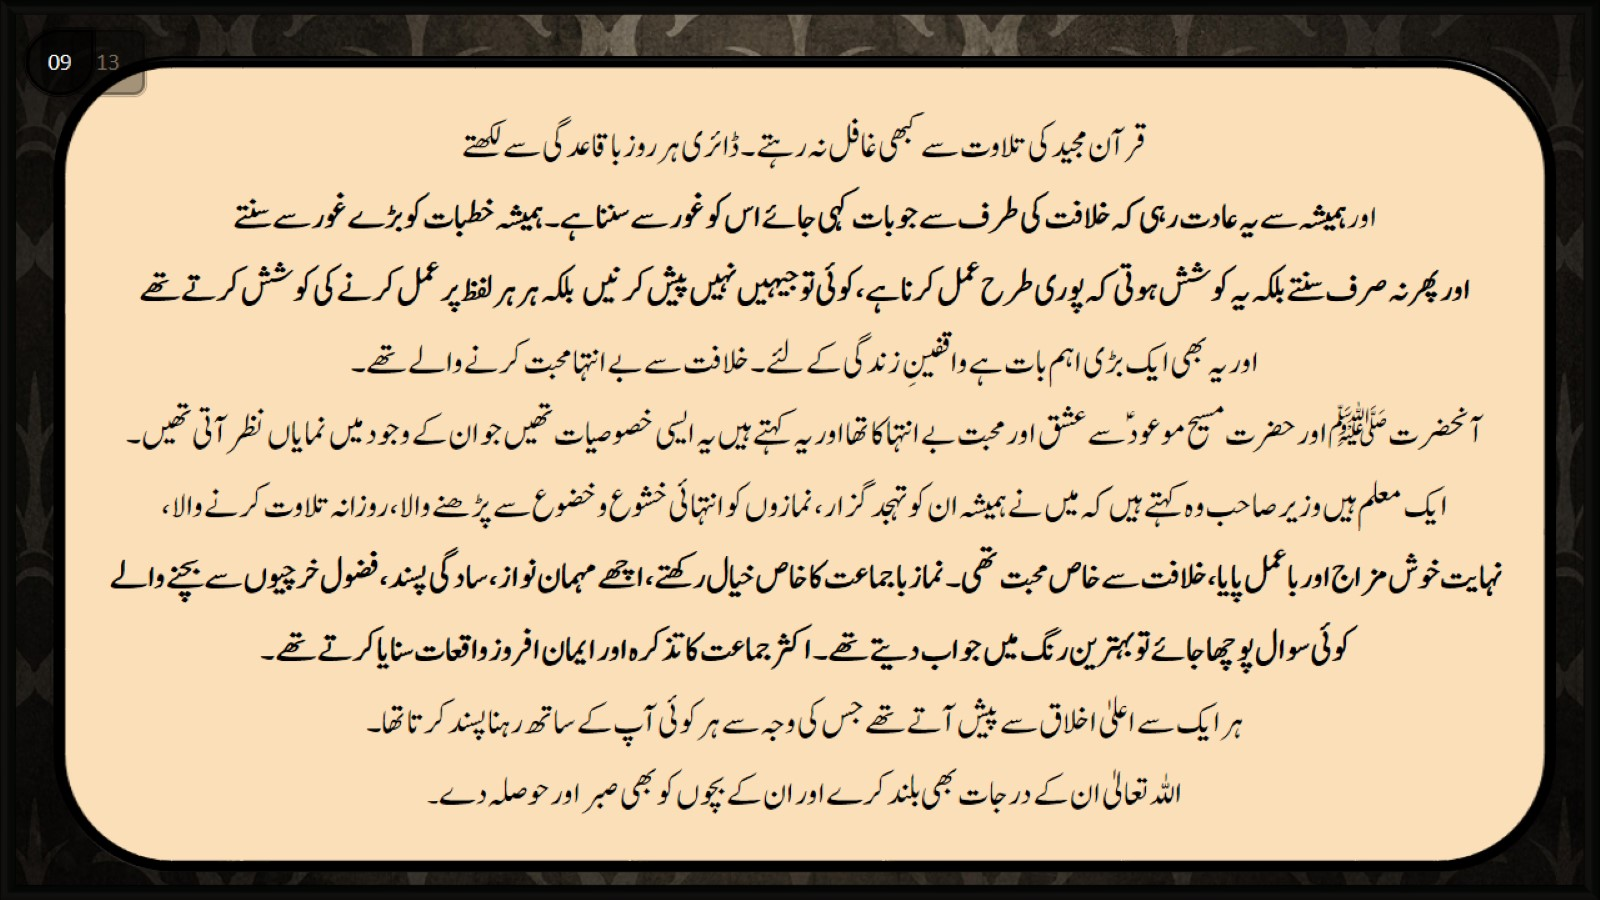 09 13
قرآن مجید کی تلاوت سے کبھی غافل نہ رہتے۔ڈائری ہر روز باقاعدگی سے لکھتے
اور ہمیشہ سے یہ عادت رہی کہ خلافت کی طرف سے جو بات کہی جائے اس کو غور سے سننا ہے۔ہمیشہ خطبات کو بڑے غور سے سنتے
اور پھر نہ صرف سنتے بلکہ یہ کوشش ہوتی کہ پوری طرح عمل کرنا ہے،کوئی توجیہیں نہیں پیش کرنیں بلکہ ہر ہر لفظ پر عمل کرنے کی کوشش کرتے تھے
اور یہ بھی ایک بڑی اہم بات ہے واقفینِ زندگی کے لئے۔خلافت سے بے انتہا محبت کرنے والے تھے۔
آنحضرت ﷺ اور حضرت مسیح موعودؑ سے عشق اور محبت بے انتہا کا تھا اور یہ کہتے ہیں یہ ایسی خصوصیات تھیں جو ان کے وجود میں نمایاں نظر آتی تھیں۔
ایک معلم ہیں وزیر صاحب وہ کہتے ہیں کہ میں نے ہمیشہ ان کو تہجد گزار، نمازوں کو انتہائی خشوع و خضوع سے پڑھنے والا،روزانہ تلاوت کرنے والا،
نہایت خوش مزاج اور باعمل پایا،خلافت سے خاص محبت تھی۔نماز باجماعت کا خاص خیال رکھتے،اچھے مہمان نواز،سادگی پسند،فضول خرچیوں سے بچنے والے
کوئی سوال پوچھا جائے تو بہترین رنگ میں جواب دیتے تھے۔اکثر جماعت کا تذکرہ اور ایمان افروز واقعات سنایا کرتے تھے۔
ہر ایک سے اعلیٰ اخلاق سے پیش آتے تھے جس کی وجہ سے ہر کوئی آپ کے ساتھ رہنا پسند کرتا تھا۔
اللہ تعالیٰ ان کے درجات بھی بلند کرے اور ان کے بچوں کو بھی صبر اور حوصلہ دے۔